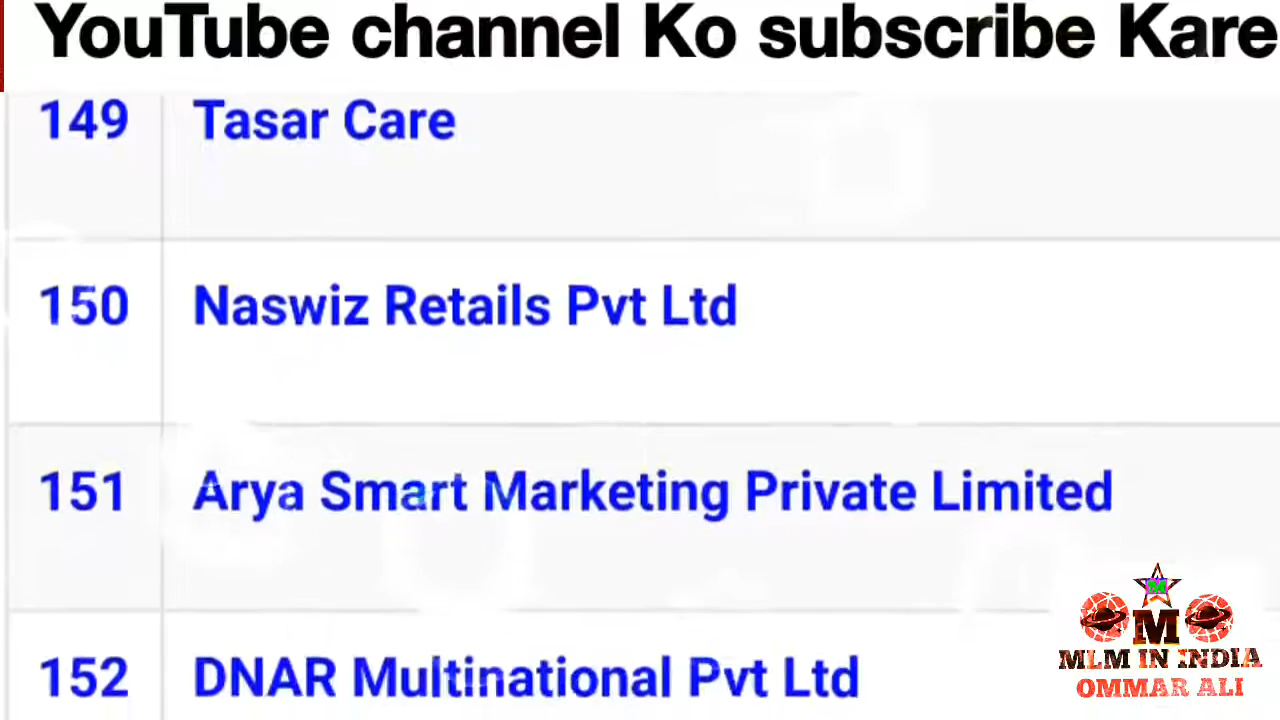 YouTube channel Ko subscribe Kare
149 Tasar Care
150 Naswiz Retails Pvt Ltd
151 Arya Smart Marketing Private Limited
152 DNAR Multinational Pvt Ltd
M
M
MLM IN INDIA
OMMAR ALI